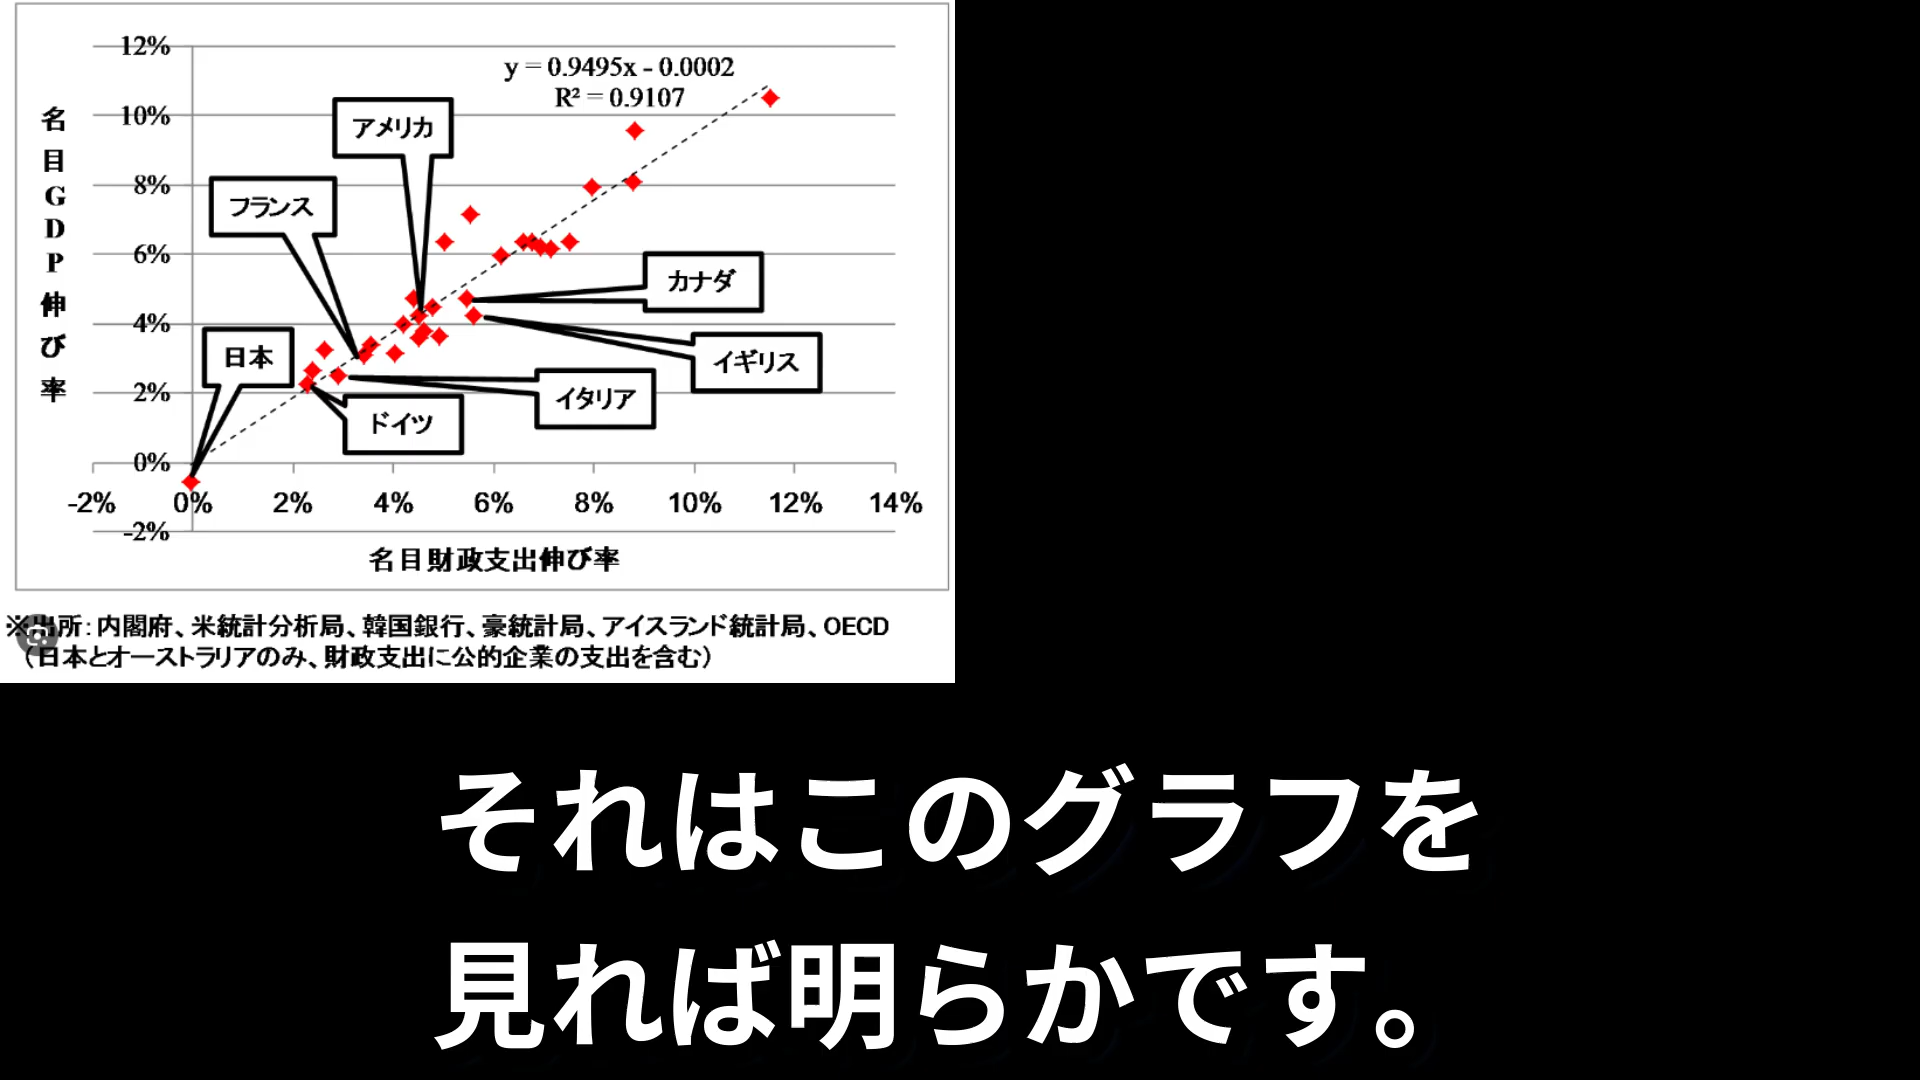 12%
y = 0.9495x - 0.0002
R² = 0.9107
名目GDP伸び率
10%
アメリカ
8%
フランス
6%
カナダ
4%
日本
イギリス
2%
イタリア
ドイツ
0%
-2% 0% 2% 4% 6% 8% 10% 12% 14%
-2%
名目財政支出伸び率
※出所：内閣府、米統計分析局、韓国銀行、豪統計局、アイスランド統計局、OECD
（日本とオーストラリアのみ、財政支出に公的企業の支出を含む）
それはこのグラフを
見れば明らかです。